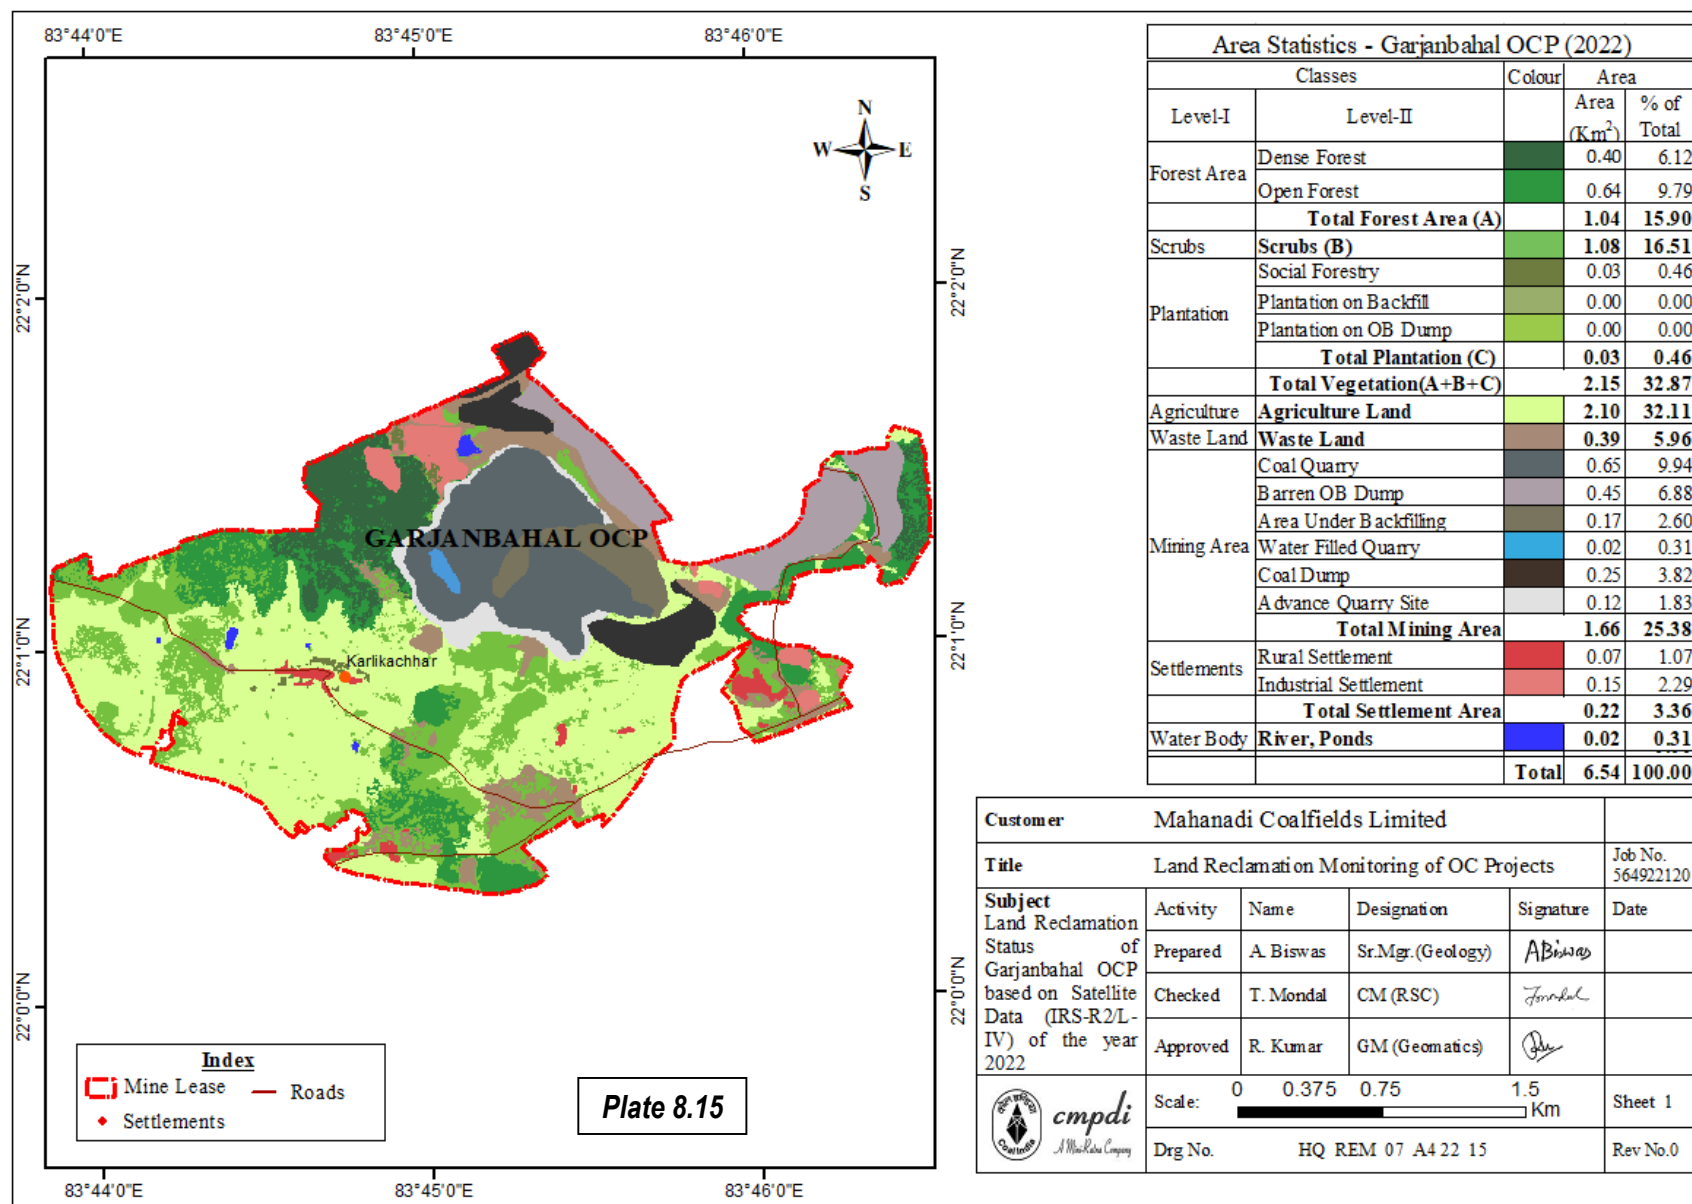 83°44'0"E 83°45'0"E 83°46'0"E
N
W E
S
22°2'0"N 22°2'0"N
GARJANBAHAL OCP
22°1'0"N 22°1'0"N
Karlikachhar
22°0'0"N 22°0'0"N
Index
Mine Lease Roads
Settlements
Plate 8.15
83°44'0"E 83°45'0"E 83°46'0"E
Area Statistics - Garjanbahal OCP (2022)
Classes Colour Area
Level-I Level-II Area (Km²) % of Total
Forest Area Dense Forest 0.40 6.12
Open Forest 0.64 9.79
Total Forest Area (A) 1.04 15.90
Scrubs Scrubs (B) 1.08 16.51
Plantation Social Forestry 0.03 0.46
Plantation on Backfill 0.00 0.00
Plantation on OB Dump 0.00 0.00
Total Plantation (C) 0.03 0.46
Total Vegetation(A+B+C) 2.15 32.87
Agriculture Agriculture Land 2.10 32.11
Waste Land Waste Land 0.39 5.96
Mining Area Coal Quarry 0.65 9.94
Barren OB Dump 0.45 6.88
Area Under Backfilling 0.17 2.60
Water Filled Quarry 0.02 0.31
Coal Dump 0.25 3.82
Advance Quarry Site 0.12 1.83
Total Mining Area 1.66 25.38
Settlements Rural Settlement 0.07 1.07
Industrial Settlement 0.15 2.29
Total Settlement Area 0.22 3.36
Water Body River, Ponds 0.02 0.31
Total 6.54 100.00
Customer Mahanadi Coalfields Limited
Title Land Reclamation Monitoring of OC Projects Job No. 564922120
Subject
Land Reclamation
Status of
Garjanbahal OCP
based on Satellite
Data (IRS-R2/L-
IV) of the year
2022
Activity Name Designation Signature Date
Prepared A. Biswas Sr.Mgr.(Geology) ABiswas
Checked T. Mondal CM (RSC)
Approved R. Kumar GM (Geomatics)
Coal India
cmpdi
A Mini Ratna Company
Scale: 0 0.375 0.75 1.5 Km Sheet 1
Drg No. HQ REM 07 A4 22 15 Rev No.0